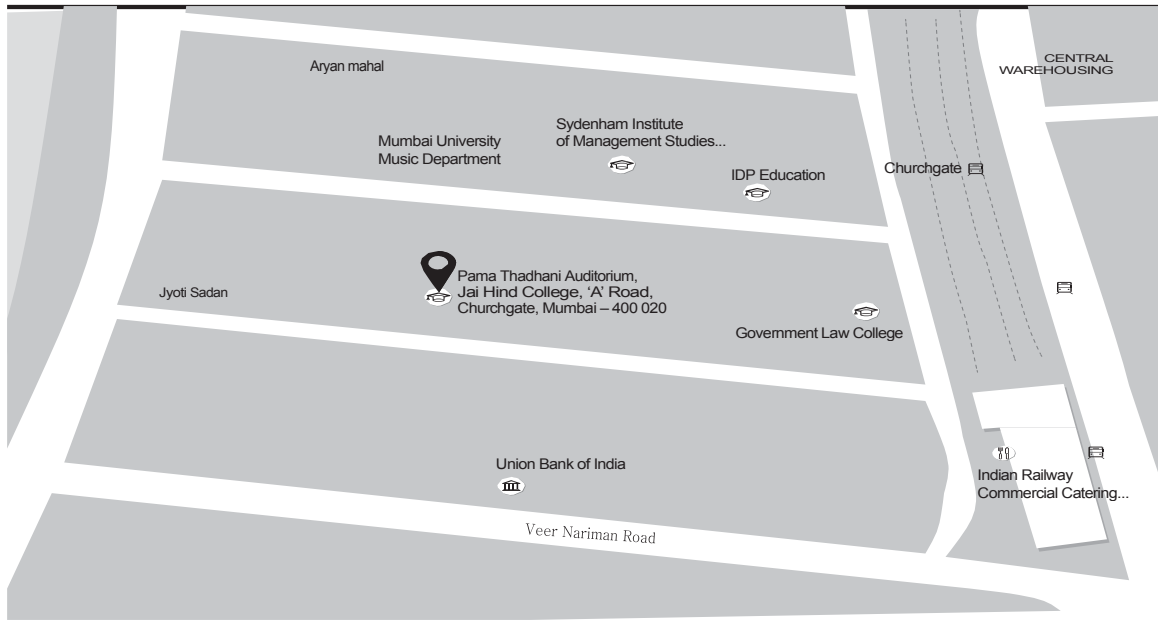 CENTRAL
WAREHOUSING
Aryan mahal
Sydenham Institute
of Management Studies...
Mumbai University
Music Department
IDP Education
Churchgate
Pama Thadhani Auditorium,
Jai Hind College, ‘A’ Road,
Churchgate, Mumbai – 400 020
Jyoti Sadan
Government Law College
Union Bank of India
Indian Railway
Commercial Catering...
Veer Nariman Road